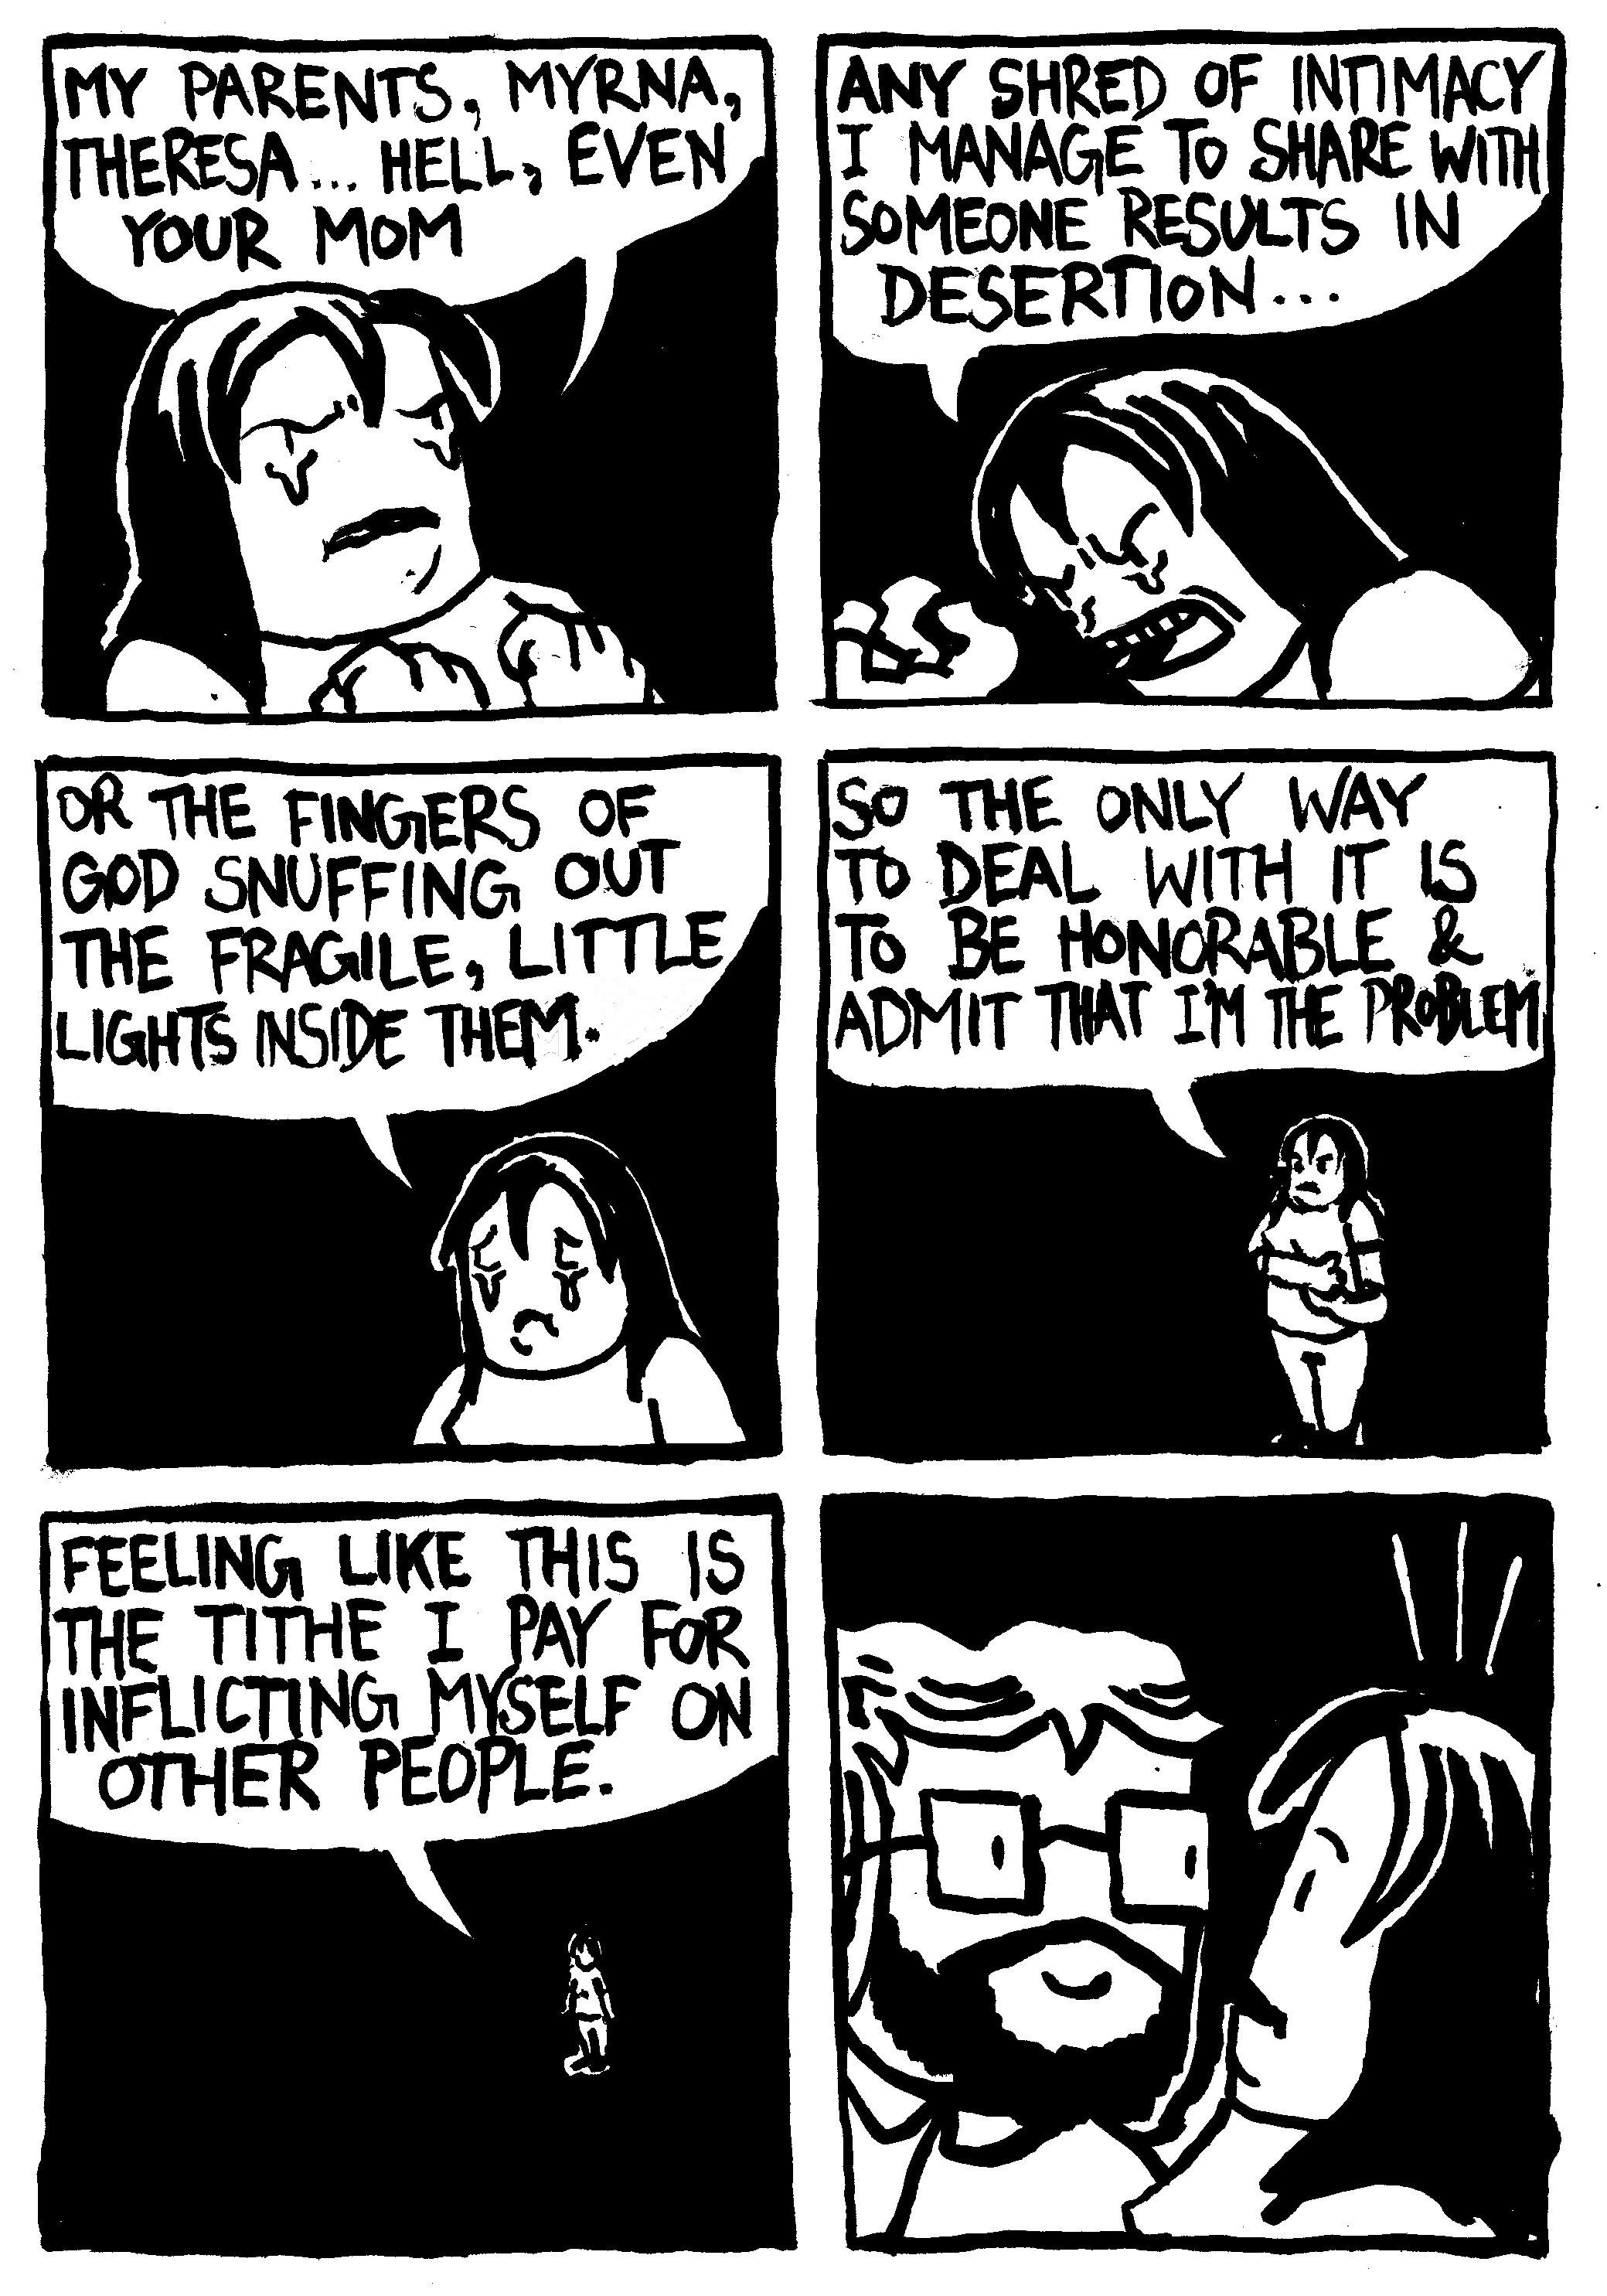 MY PARENTS, MYRNA,
THERESA... HELL, EVEN
YOUR MOM
ANY SHRED OF INTIMACY
I MANAGE TO SHARE WITH
SOMEONE RESULTS IN
DESERTION...
OR THE FINGERS OF
GOD SNUFFING OUT
THE FRAGILE, LITTLE
LIGHTS INSIDE THEM.
SO THE ONLY WAY
TO DEAL WITH IT IS
TO BE HONORABLE &
ADMIT THAT I'M THE PROBLEM
FEELING LIKE THIS IS
THE TITHE I PAY FOR
INFLICTING MYSELF ON
OTHER PEOPLE.